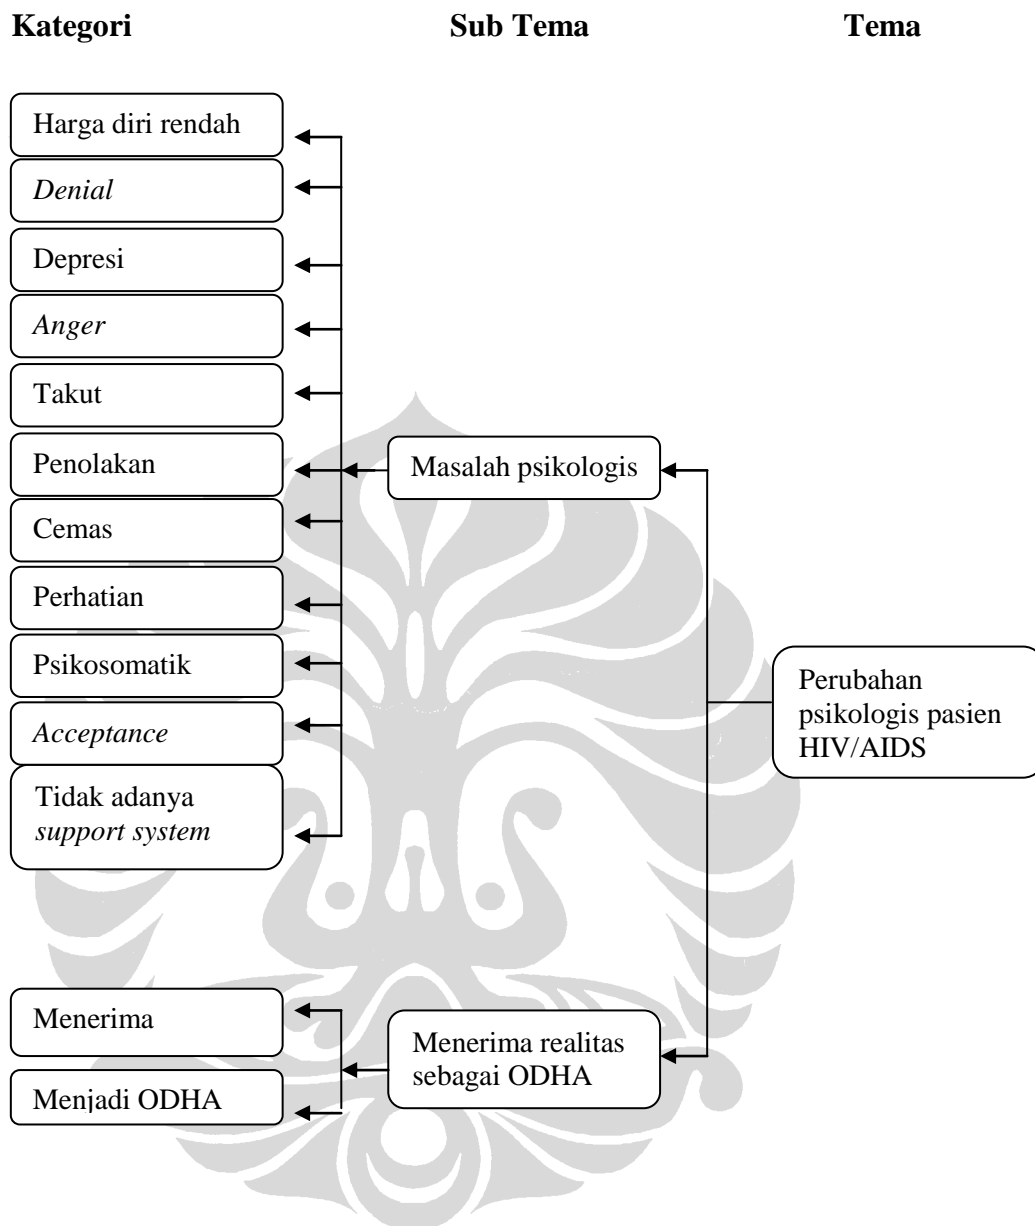 Kategori Sub Tema Tema
Harga diri rendah
Denial
Depresi
Anger
Takut
Penolakan
Cemas
Perhatian
Psikosomatik
Acceptance
Tidak adanya
support system
Menerima
Menjadi ODHA
Masalah psikologis
Menerima realitas
sebagai ODHA
Perubahan
psikologis pasien
HIV/AIDS